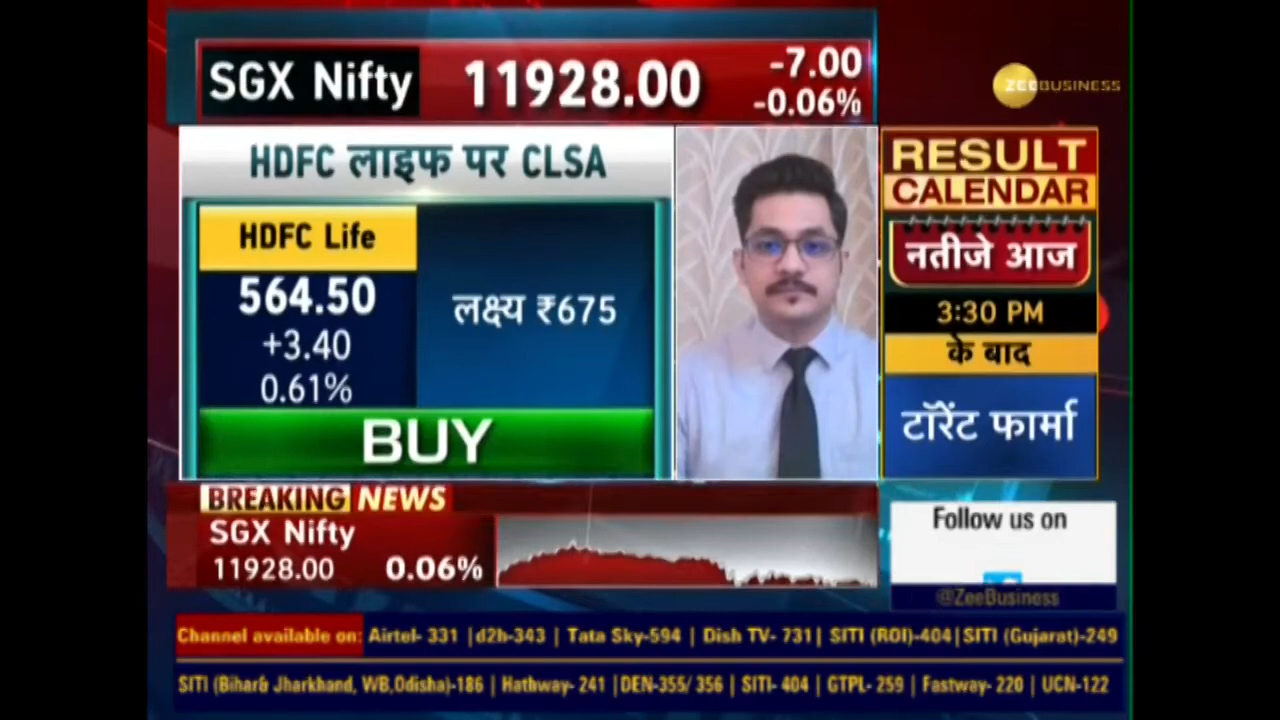 SGX Nifty 11928.00 -7.00
-0.06%
ZEEBUSINESS
HDFC लाइफ पर CLSA
HDFC Life
564.50
+3.40
0.61%
लक्ष्य ₹675
BUY
RESULT
CALENDAR
नतीजे आज
3:30 PM
के बाद
टॉरेंट फार्मा
BREAKING NEWS
SGX Nifty
11928.00 0.06%
Follow us on
@ZeeBusiness
Channel available on: Airtel- 331 |d2h-343 | Tata Sky-594 | Dish TV- 731| SITI (ROI)-404|SITI (Gujarat)-249
SITI (Bihar& Jharkhand, WB,Odisha)-186 | Hathway- 241 |DEN-355/ 356 | SITI- 404 | GTPL- 259 | Fastway- 220 | UCN-122